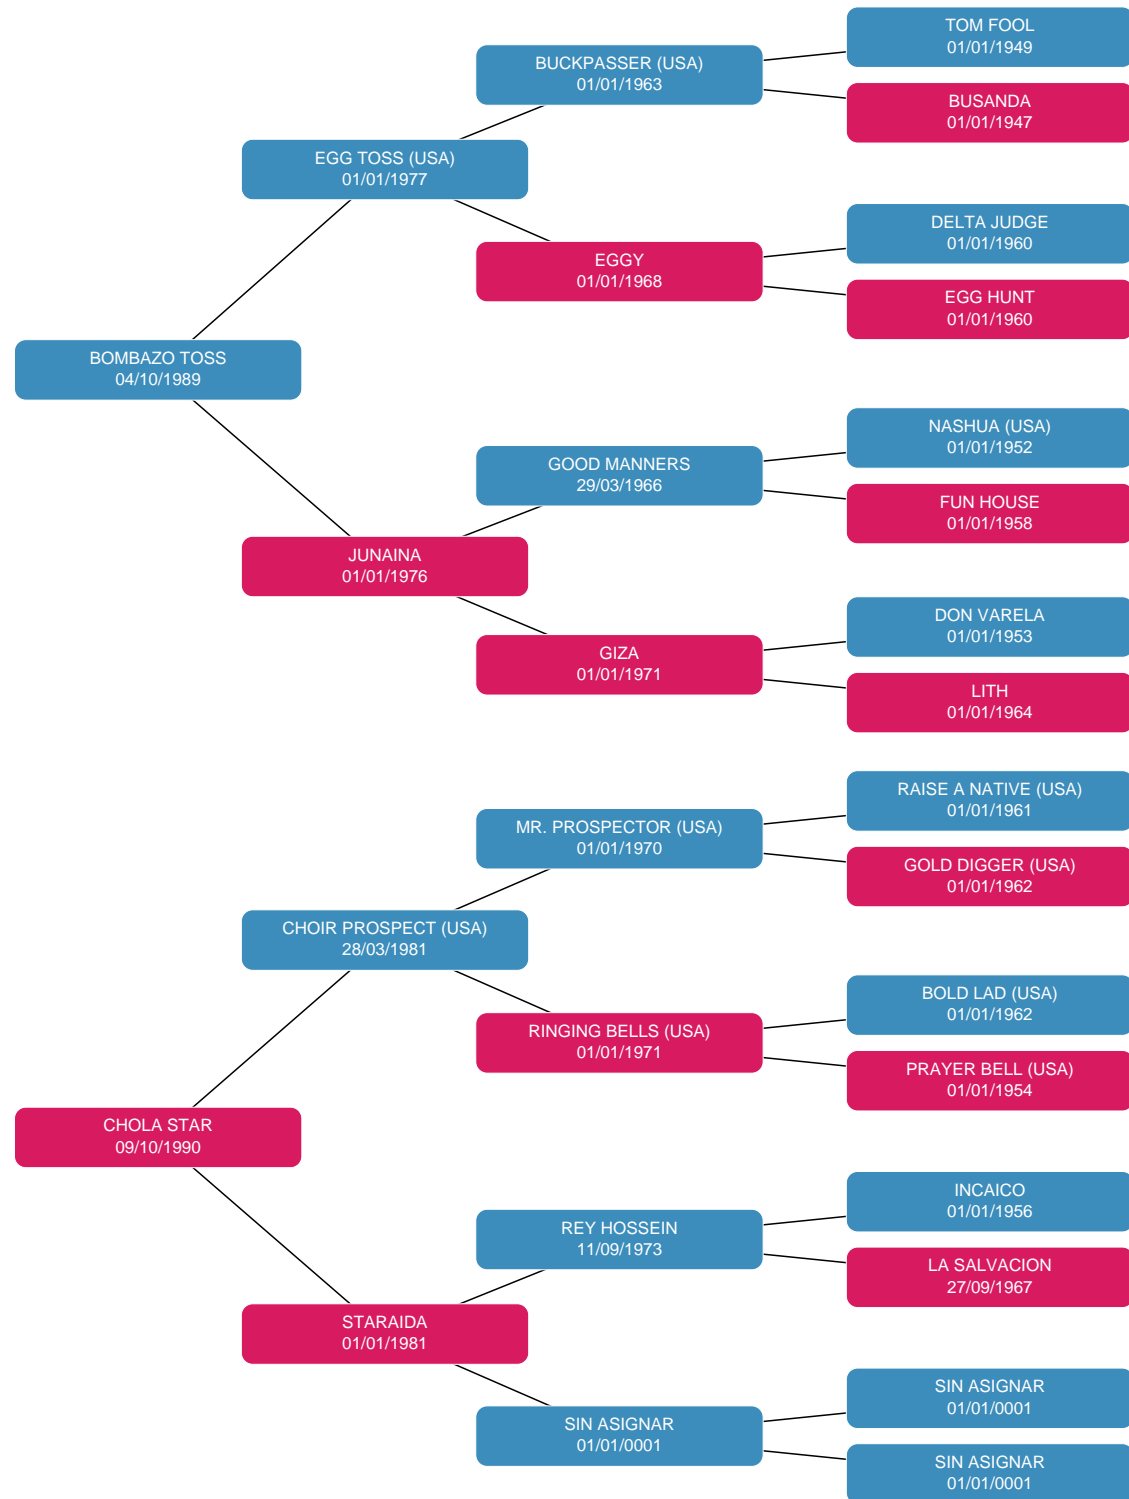 TOM FOOL
01/01/1949
BUCKPASSER (USA)
01/01/1963
BUSANDA
01/01/1947
EGG TOSS (USA)
01/01/1977
DELTA JUDGE
01/01/1960
EGGY
01/01/1968
EGG HUNT
01/01/1960
BOMBAZO TOSS
04/10/1989
NASHUA (USA)
01/01/1952
GOOD MANNERS
29/03/1966
FUN HOUSE
01/01/1958
JUNAINA
01/01/1976
DON VARELA
01/01/1953
GIZA
01/01/1971
LITH
01/01/1964
RAISE A NATIVE (USA)
01/01/1961
MR. PROSPECTOR (USA)
01/01/1970
GOLD DIGGER (USA)
01/01/1962
CHOIR PROSPECT (USA)
28/03/1981
BOLD LAD (USA)
01/01/1962
RINGING BELLS (USA)
01/01/1971
PRAYER BELL (USA)
01/01/1954
CHOLA STAR
09/10/1990
INCAICO
01/01/1956
REY HOSSEIN
11/09/1973
LA SALVACION
27/09/1967
STARAIDA
01/01/1981
SIN ASIGNAR
01/01/0001
SIN ASIGNAR
01/01/0001
SIN ASIGNAR
01/01/0001